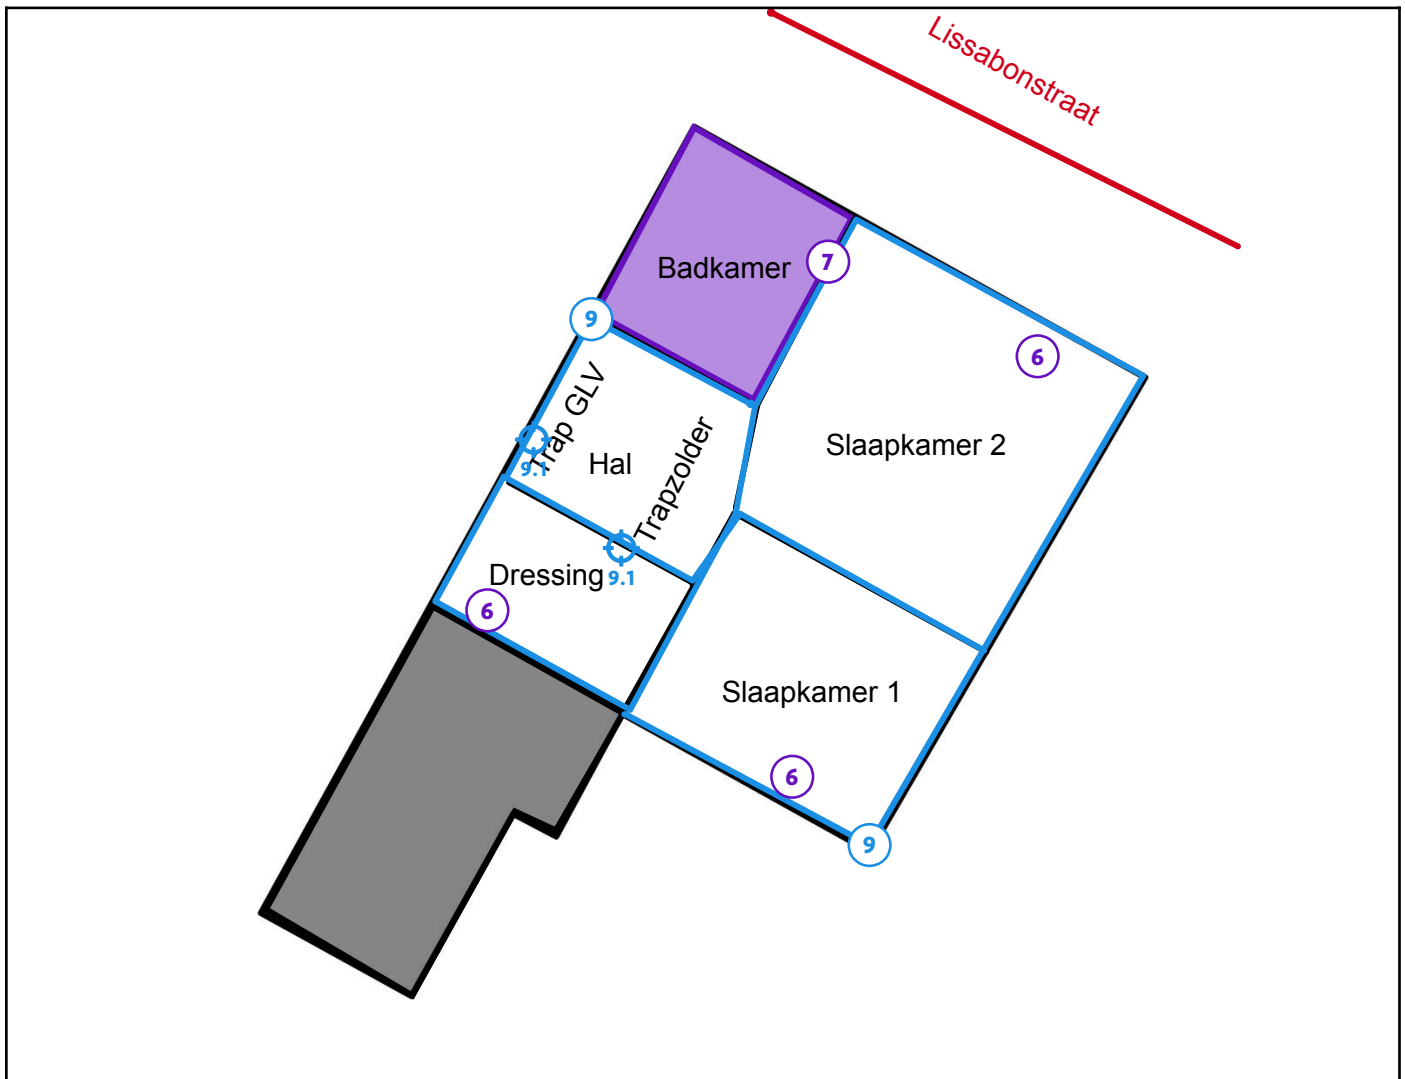 Lissabonstraat
Badkamer
7
9
6
Trap GLV
Trapzolder
Slaapkamer 2
Hal
9.1
Dressing
9.1
6
Slaapkamer 1
6
9